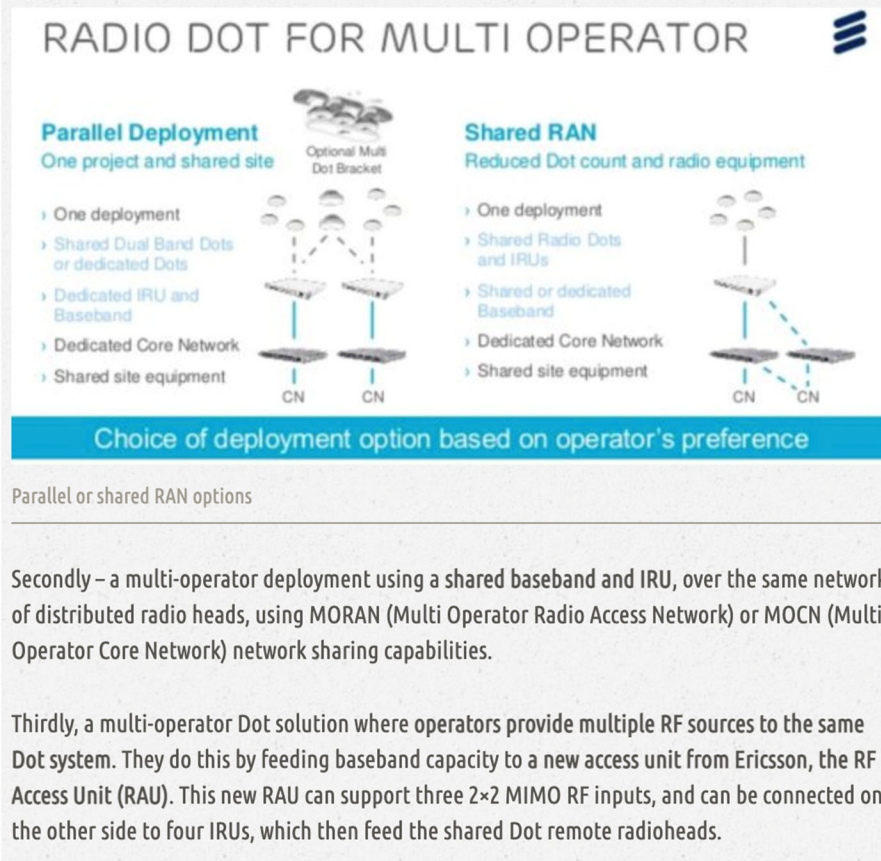 RADIO DOT FOR MULTI OPERATOR
Parallel Deployment
One project and shared site
Optional Multi
Dot Bracket
› One deployment
› Shared Dual Band Dots
or dedicated Dots
› Dedicated IRU and
Baseband
› Dedicated Core Network
› Shared site equipment
CN
CN
Shared RAN
Reduced Dot count and radio equipment
› One deployment
› Shared Radio Dots
and IRUs
› Shared or dedicated
Baseband
› Dedicated Core Network
› Shared site equipment
CN
CN
Choice of deployment option based on operator's preference
Parallel or shared RAN options
Secondly – a multi-operator deployment using a shared baseband and IRU, over the same network
of distributed radio heads, using MORAN (Multi Operator Radio Access Network) or MOCN (Multi
Operator Core Network) network sharing capabilities.
Thirdly, a multi-operator Dot solution where operators provide multiple RF sources to the same
Dot system. They do this by feeding baseband capacity to a new access unit from Ericsson, the RF
Access Unit (RAU). This new RAU can support three 2×2 MIMO RF inputs, and can be connected on
the other side to four IRUs, which then feed the shared Dot remote radioheads.